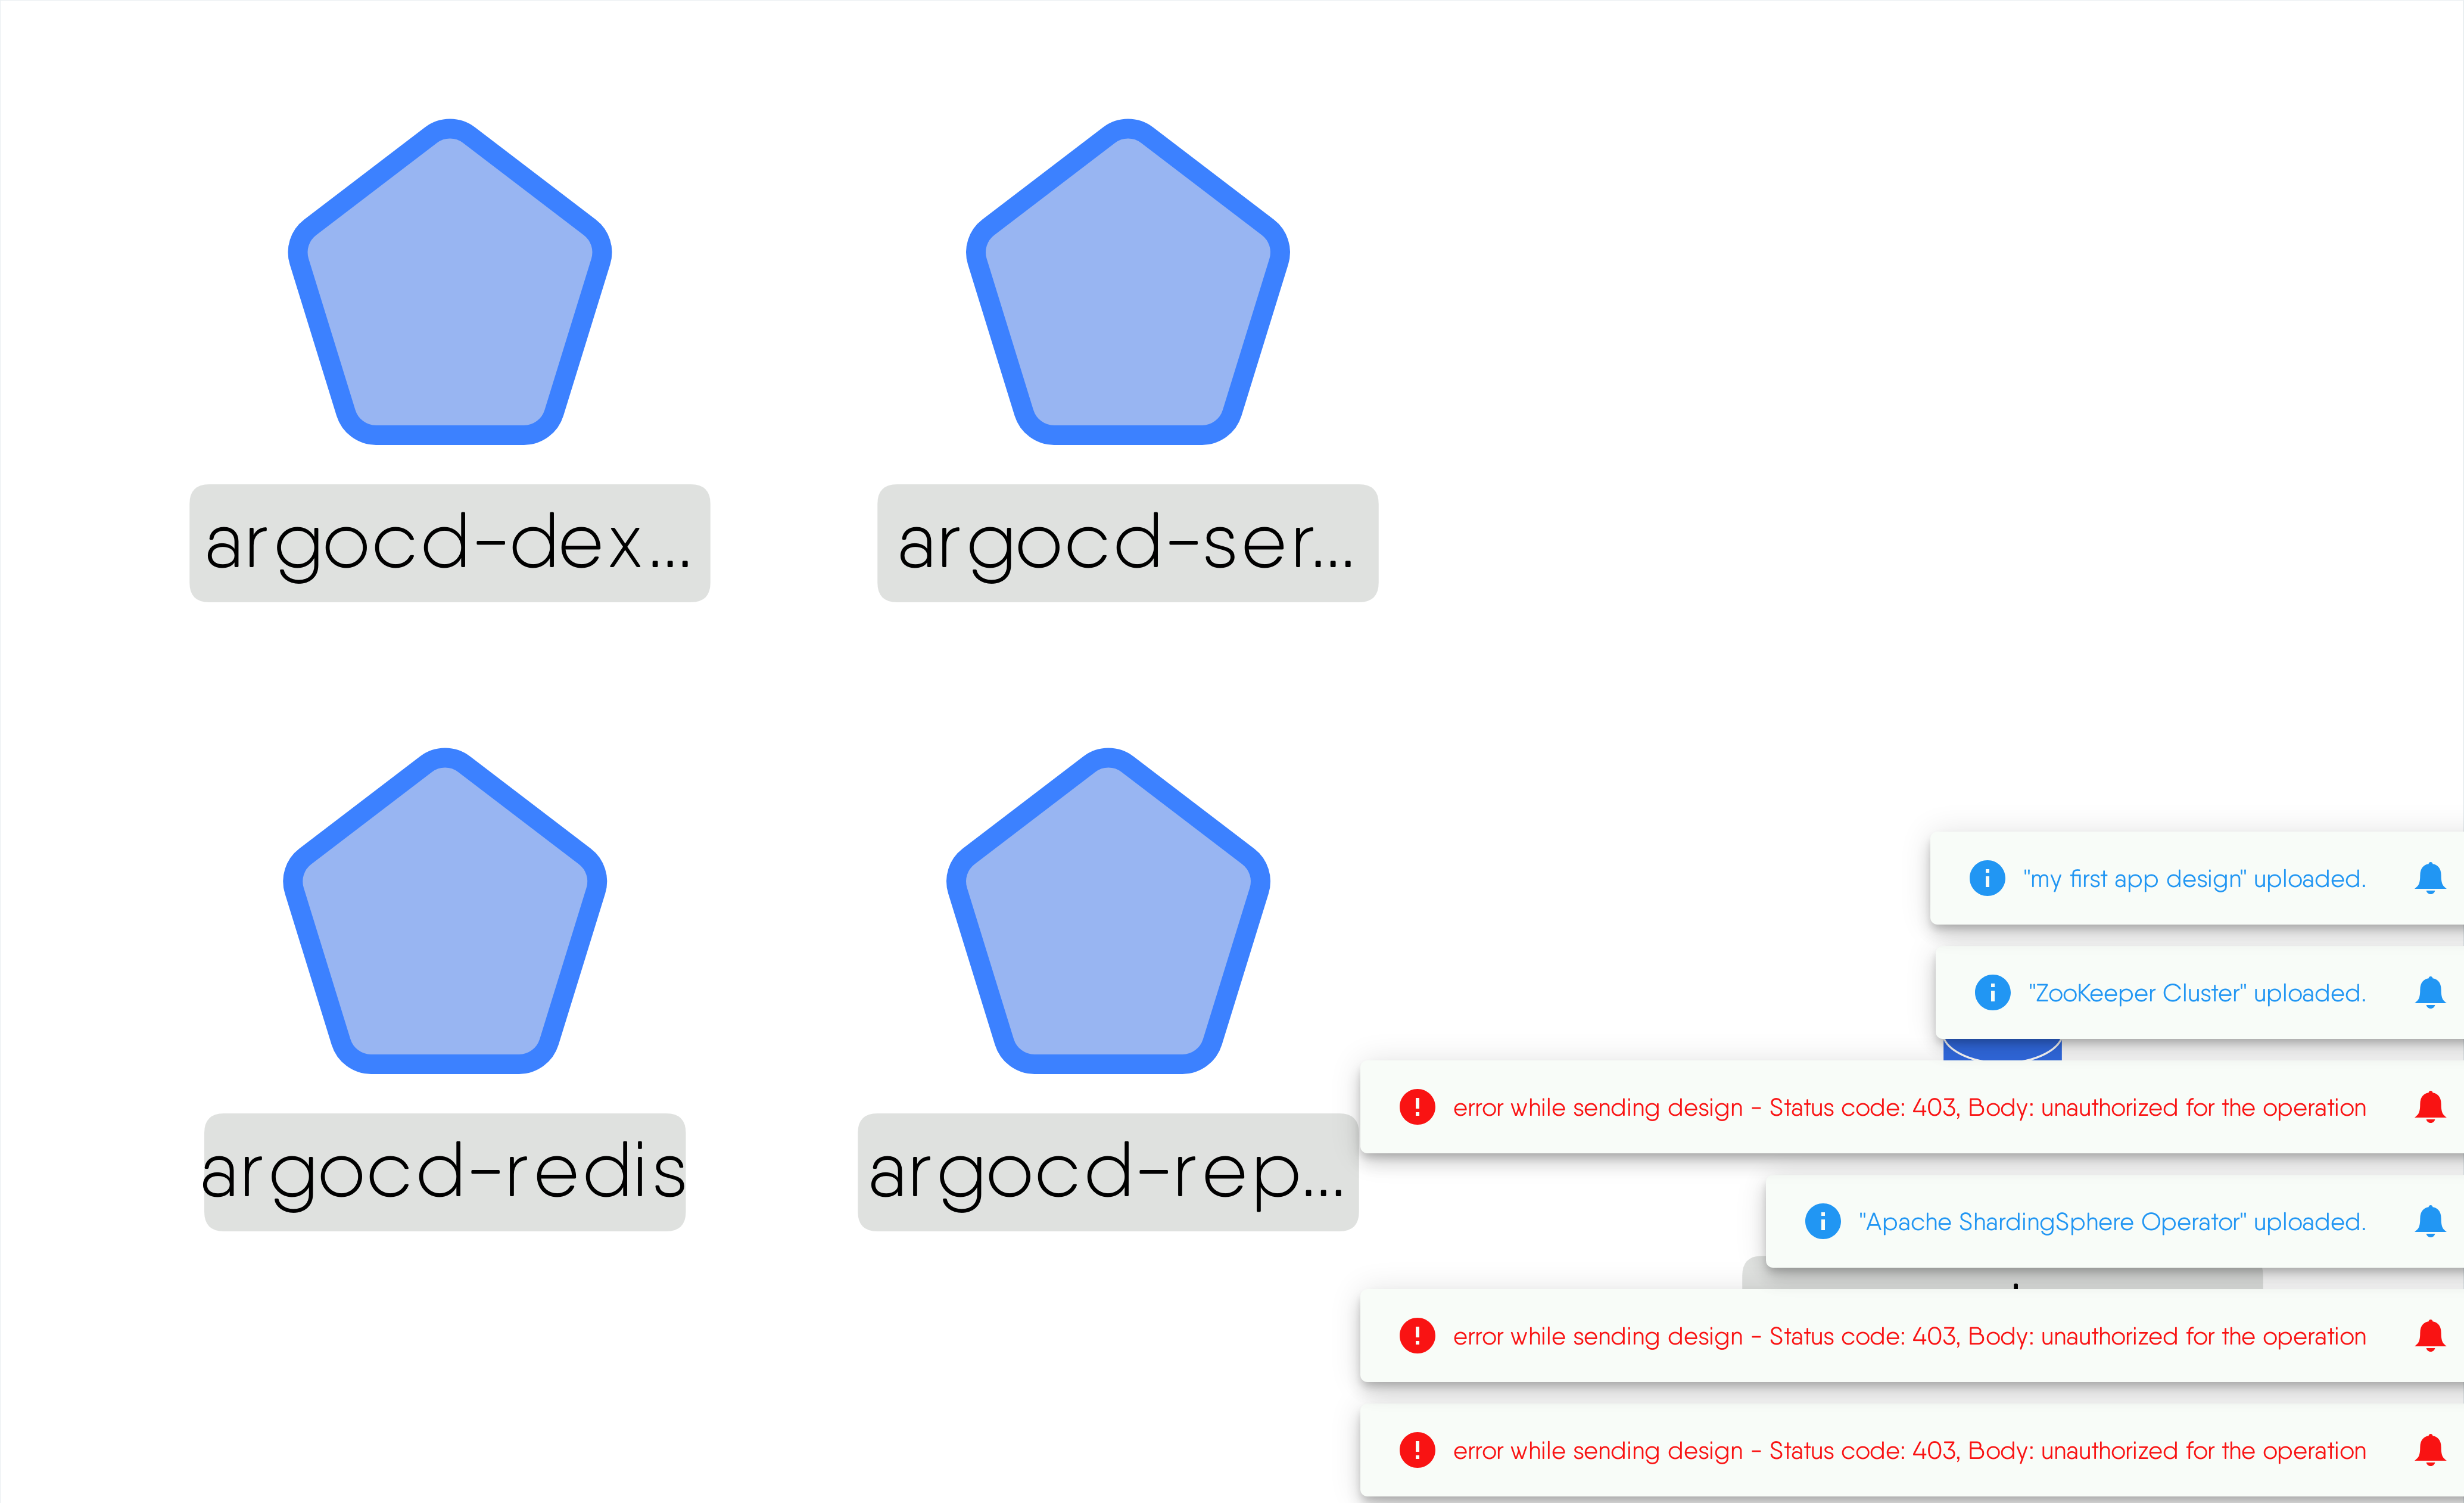 argocd-dex...
argocd-ser...
argocd-redis
argocd-rep...
"my first app design" uploaded.
"ZooKeeper Cluster" uploaded.
error while sending design - Status code: 403, Body: unauthorized for the operation
"Apache ShardingSphere Operator" uploaded.
error while sending design - Status code: 403, Body: unauthorized for the operation
error while sending design - Status code: 403, Body: unauthorized for the operation